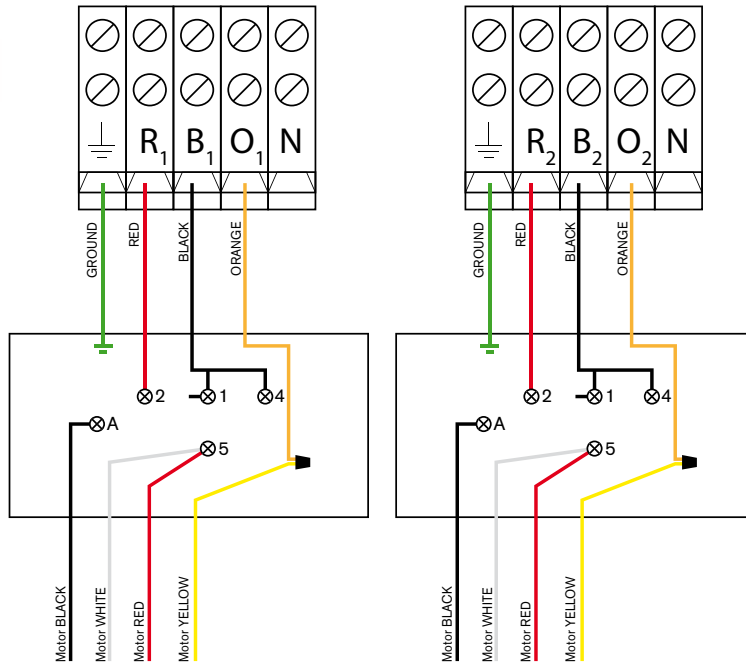 R1 B1 O1 N
R2 B2 O2 N
GROUND
RED
BLACK
ORANGE
GROUND
RED
BLACK
ORANGE
2 1 4
A
5
2 1 4
A
5
Motor BLACK
Motor WHITE
Motor RED
Motor YELLOW
Motor BLACK
Motor WHITE
Motor RED
Motor YELLOW